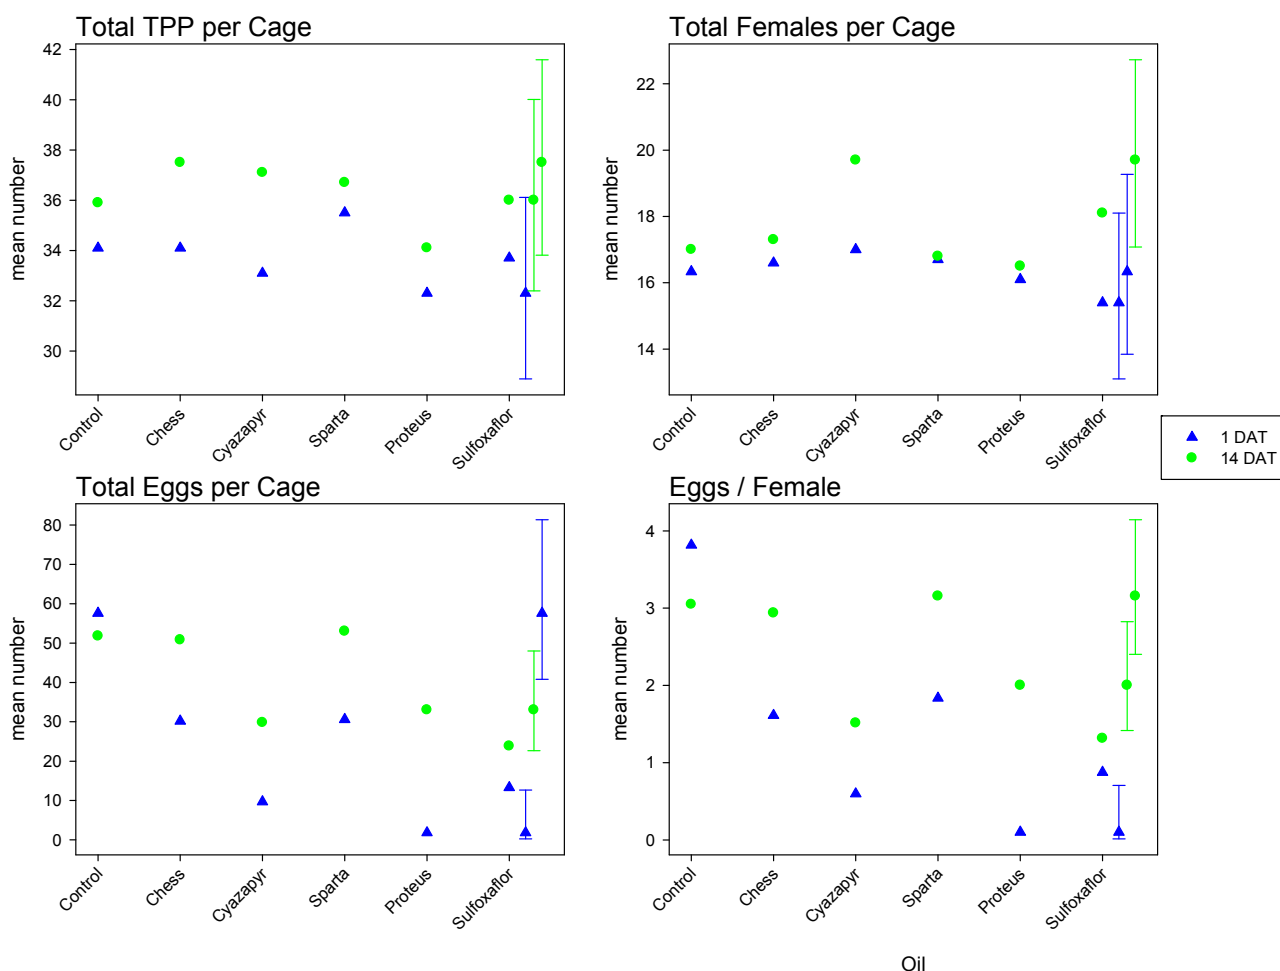 Total TPP per Cage
mean number
42
40
38
36
34
32
30
Control
Chess
Cyazapyr
Sparta
Proteus
Sulfoxaflor
Total Females per Cage
mean number
22
20
18
16
14
Control
Chess
Cyazapyr
Sparta
Proteus
Sulfoxaflor
1 DAT
14 DAT
Total Eggs per Cage
mean number
80
70
60
50
40
30
20
10
0
Control
Chess
Cyazapyr
Sparta
Proteus
Sulfoxaflor
Eggs / Female
mean number
4
3
2
1
0
Control
Chess
Cyazapyr
Sparta
Proteus
Sulfoxaflor
Oil